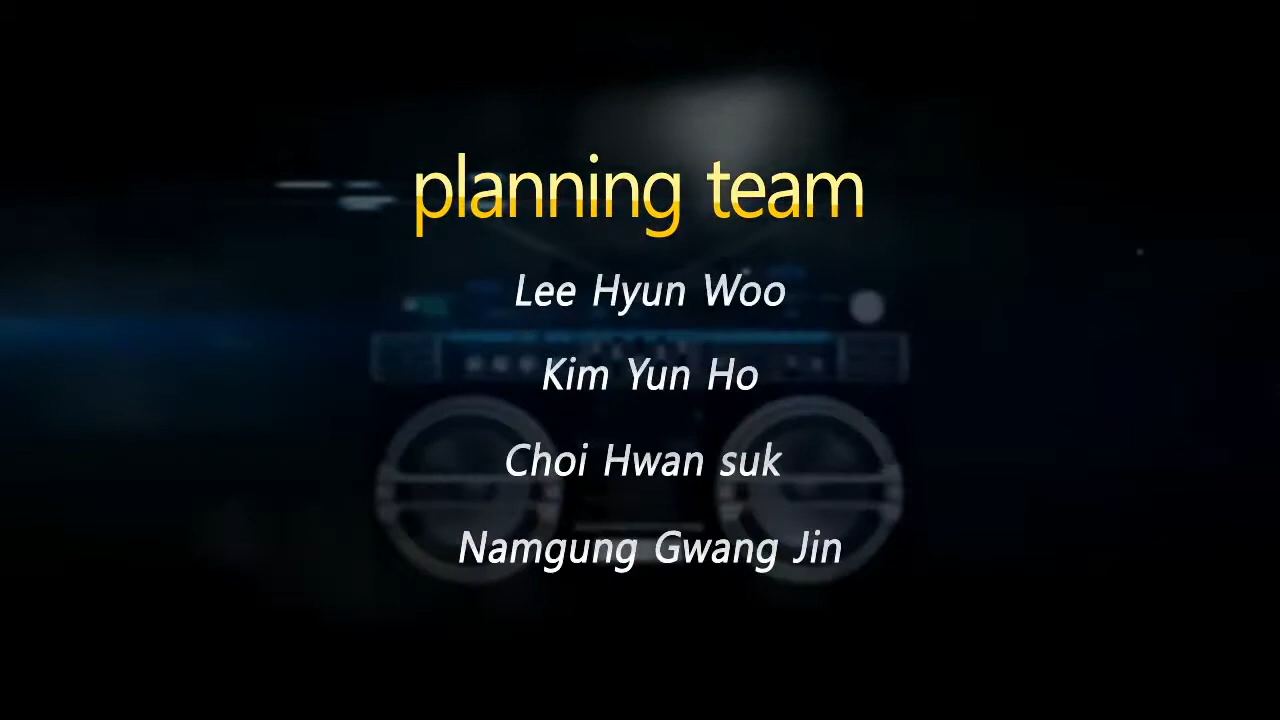 planning team
Lee Hyun Woo
Kim Yun Ho
Choi Hwan suk
Namgung Gwang Jin